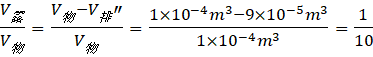 V露/V物 = (V物−V排″)/V物 = (1×10⁻⁴m³−9×10⁻⁵m³)/(1×10⁻⁴m³) = 1/10